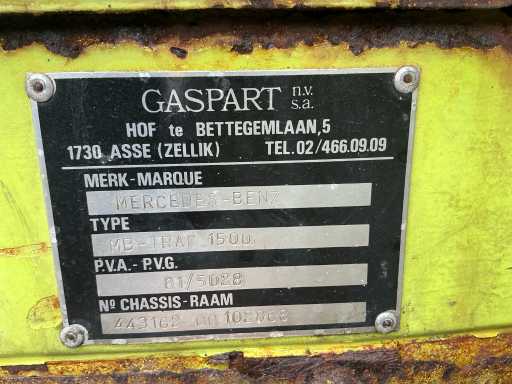 GASPART n.v. s.a.
HOF te BETTEGEMLAAN,5
1730 ASSE (ZELLIK) TEL.02/466.09.09
MERK-MARQUE
MERCEDES-BENZ
TYPE
MB-TRAC 1500
P.V.A.-P.V.G.
81/5028
Nº CHASSIS-RAAM
443162